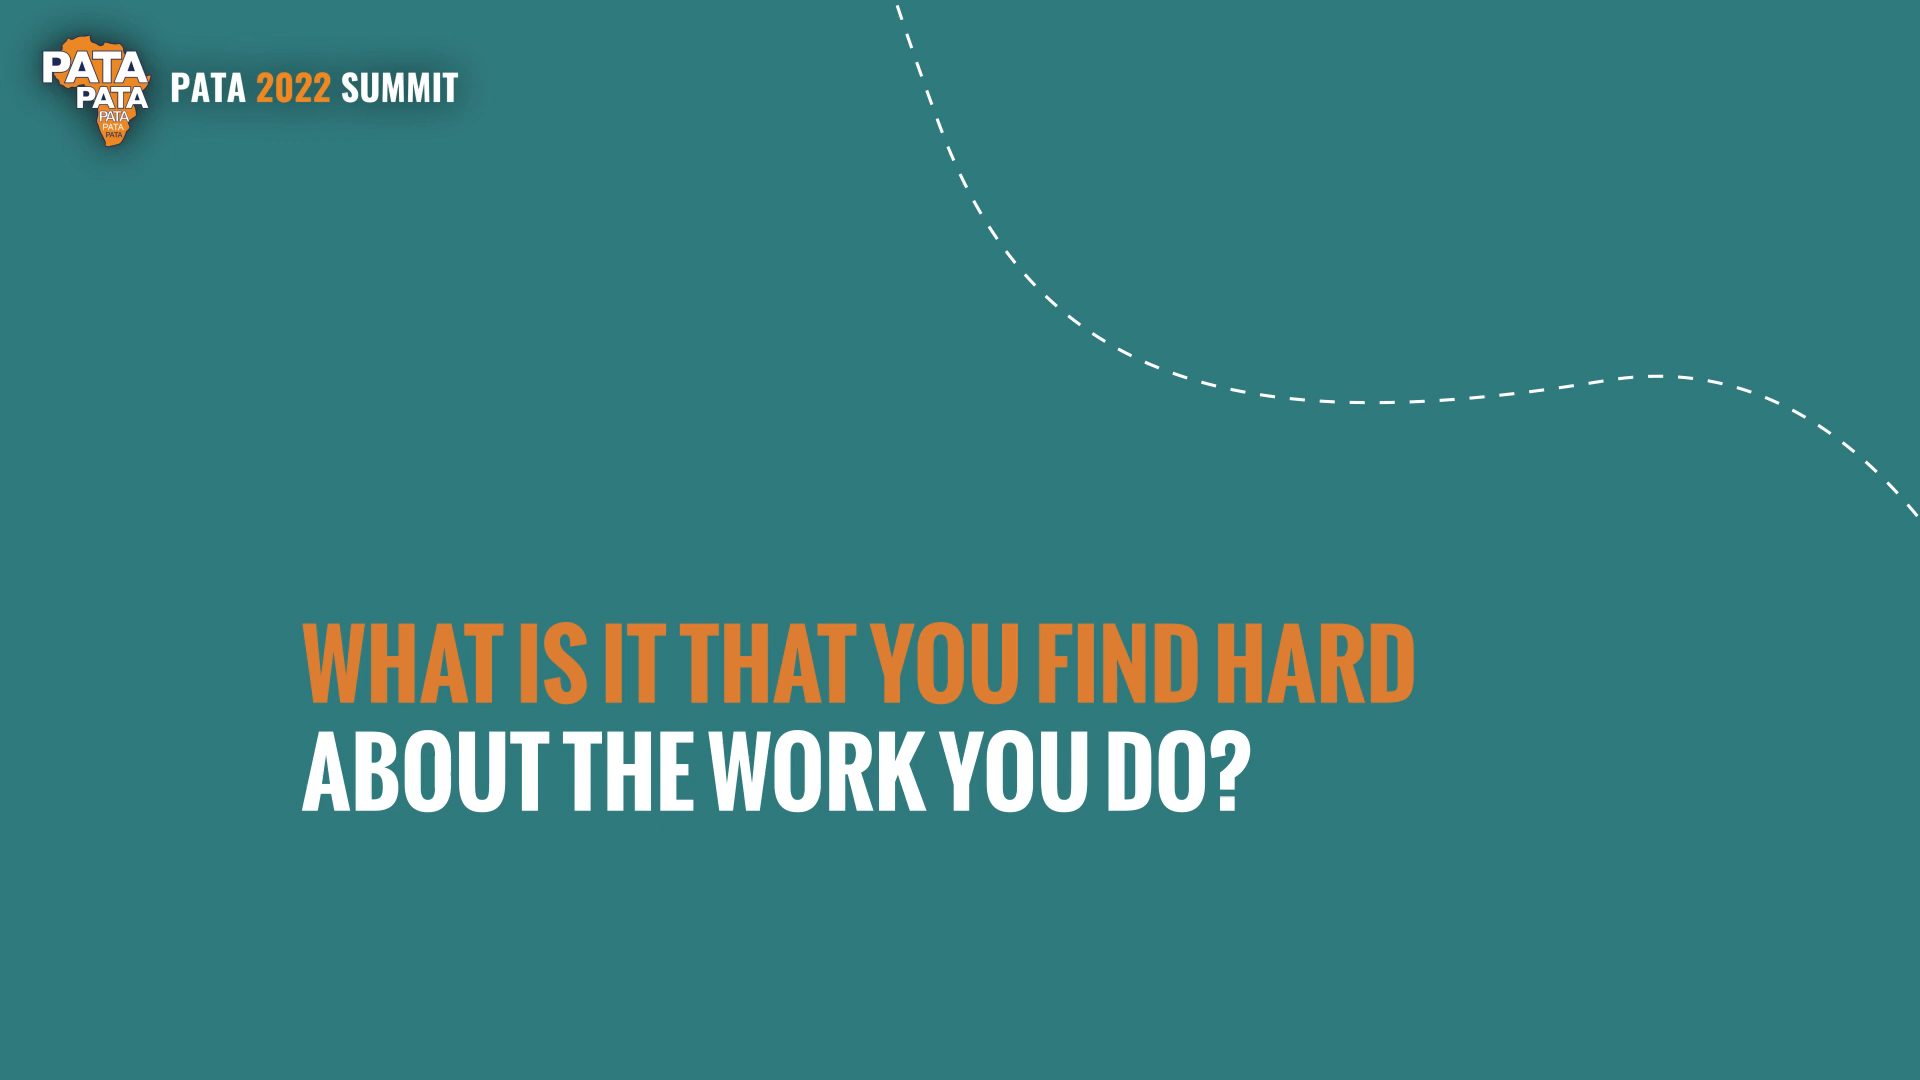 PATA
PATA
PATA
PATA
PATA
PATA 2022 SUMMIT
WHAT IS IT THAT YOU FIND HARD
ABOUT THE WORK YOU DO?